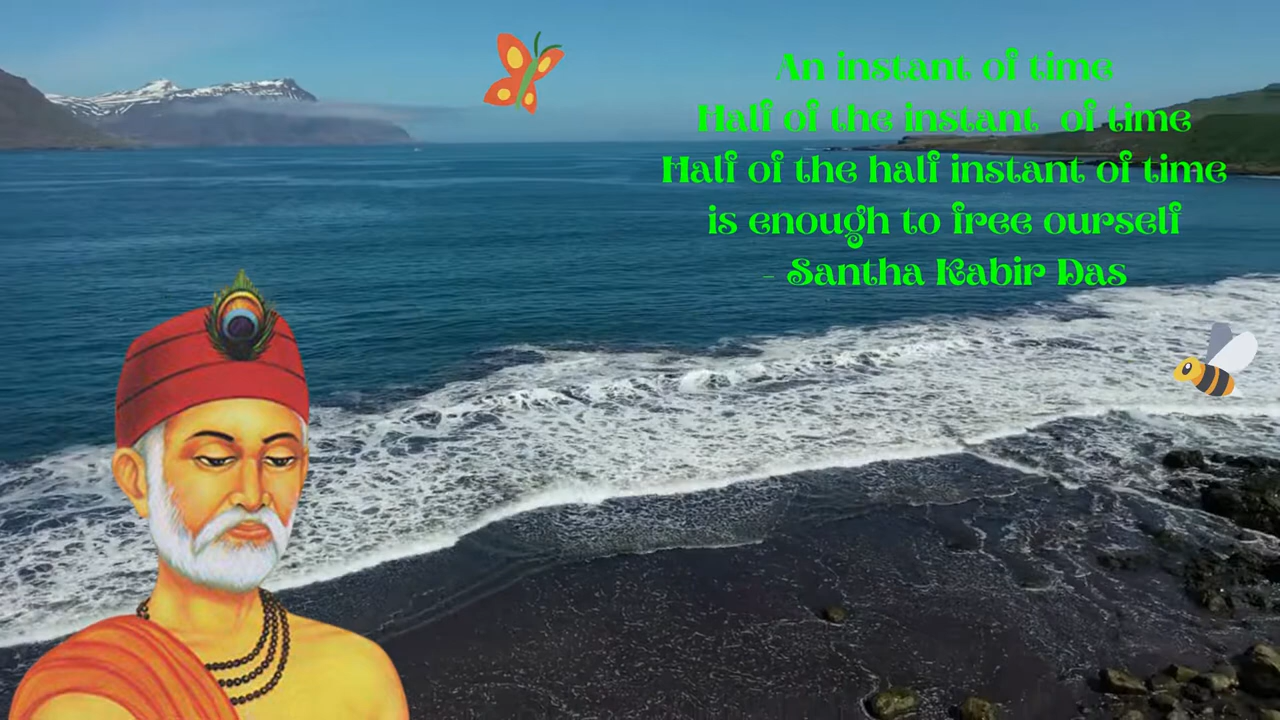 An instant of time
Half of the instant of time
Half of the half instant of time
is enough to free ourself
- Santha Kabir Das